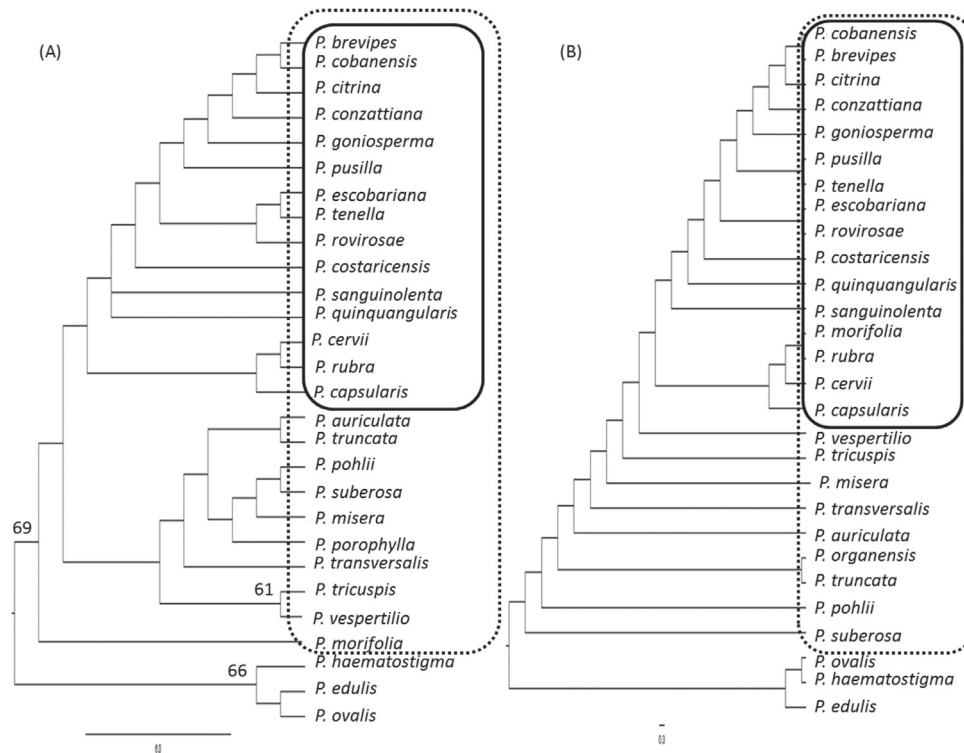 (A)
P. brevipes
P. cobanensis
P. citrina
P. conzattiana
P. goniosperma
P. pusilla
P. escobariana
P. tenella
P. rovirosae
P. costaricensis
P. sanguinolenta
P. quinquangularis
P. cervii
P. rubra
P. capsularis
P. auriculata
P. truncata
P. pohlii
P. suberosa
P. misera
P. porophylla
P. transversalis
61
P. tricuspis
P. vespertilio
69
P. morifolia
66
P. haematostigma
P. edulis
P. ovalis
(B)
P. cobanensis
P. brevipes
P. citrina
P. conzattiana
P. goniosperma
P. pusilla
P. tenella
P. escobariana
P. rovirosae
P. costaricensis
P. quinquangularis
P. sanguinolenta
P. morifolia
P. rubra
P. cervii
P. capsularis
P. vespertilio
P. tricuspis
P. misera
P. transversalis
P. auriculata
P. organensis
P. truncata
P. pohlii
P. suberosa
P. ovalis
P. haematostigma
P. edulis
0.3